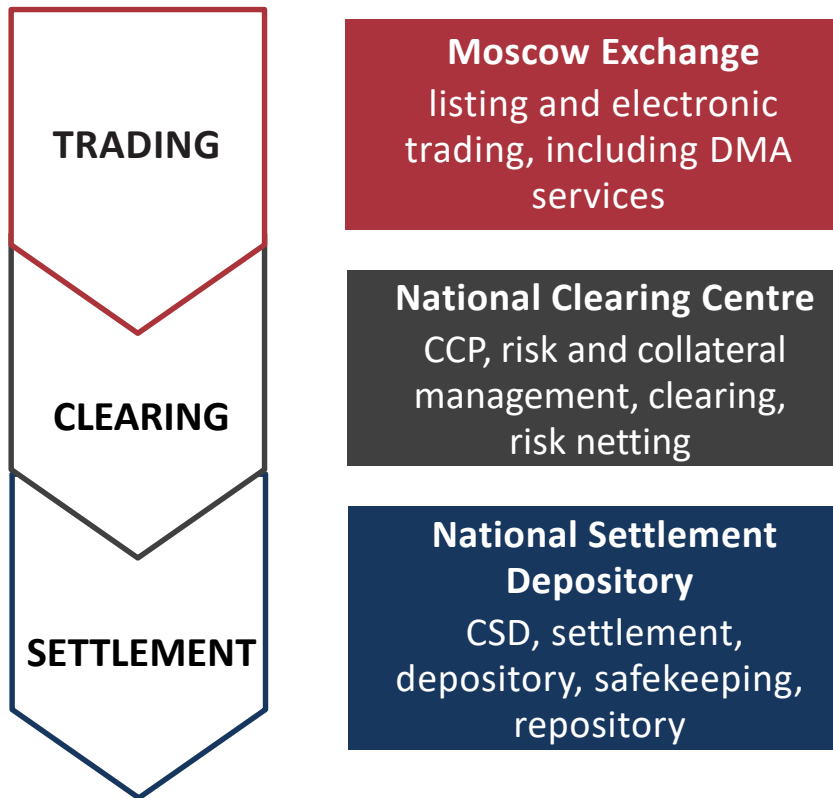 TRADING
Moscow Exchange
listing and electronic
trading, including DMA
services
CLEARING
National Clearing Centre
CCP, risk and collateral
management, clearing,
risk netting
SETTLEMENT
National Settlement
Depository
CSD, settlement,
depository, safekeeping,
repository